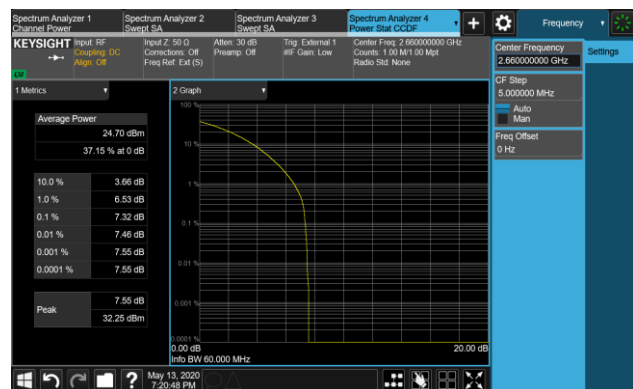 Spectrum Analyzer 1
Channel Power
Spectrum Analyzer 2
Swept SA
Spectrum Analyzer 3
Swept SA
Spectrum Analyzer 4
Power Stat CCDF
Frequency
KEYSIGHT
Input: RF
Coupling: DC
Align: Off
Input Z: 50 Ω
Corrections: Off
Freq Ref: Ext (S)
Atten: 30 dB
Preamp: Off
Trig: External 1
#IF Gain: Low
Center Freq: 2.660000000 GHz
Counts: 1.00 M/1.00 Mpt
Radio Std: None
Center Frequency
2.660000000 GHz
Settings
CF Step
5.000000 MHz
Auto
Man
Freq Offset
0 Hz
1 Metrics
Average Power
24.70 dBm
37.15 % at 0 dB
10.0 % 3.66 dB
1.0 % 6.53 dB
0.1 % 7.32 dB
0.01 % 7.46 dB
0.001 % 7.55 dB
0.0001 % 7.55 dB
Peak
7.55 dB
32.25 dBm
2 Graph
100 %
10 %
1 %
0.1 %
0.01 %
0.001 %
0.0001 %
0.00 dB
20.00 dB
Info BW 60.000 MHz
?
May 13, 2020
7:20:48 PM